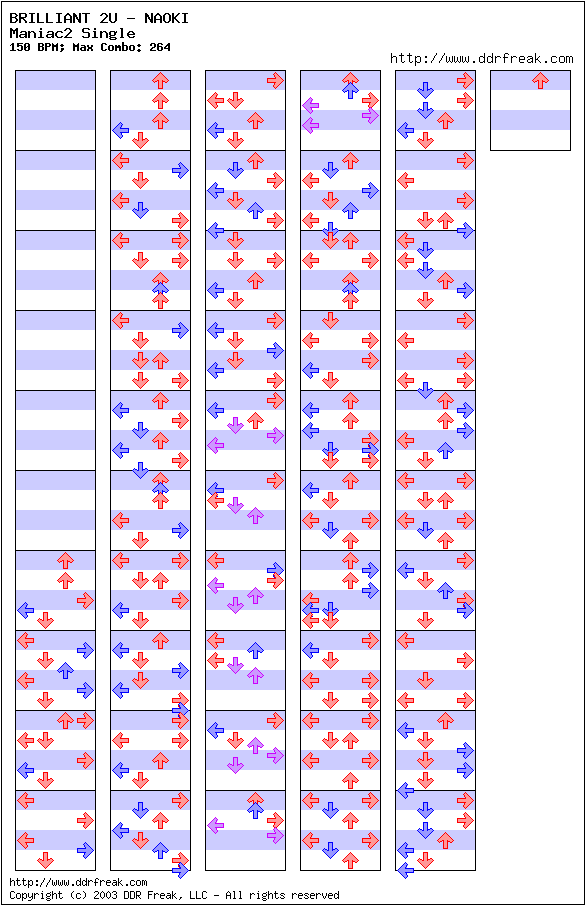 BRILLIANT 2U - NAOKI
Maniac2 Single
150 BPM; Max Combo: 264
http://www.ddrfreak.com/
http://www.ddrfreak.com/
Copyright (c) 2003 DDR Freak, LLC - All rights reserved